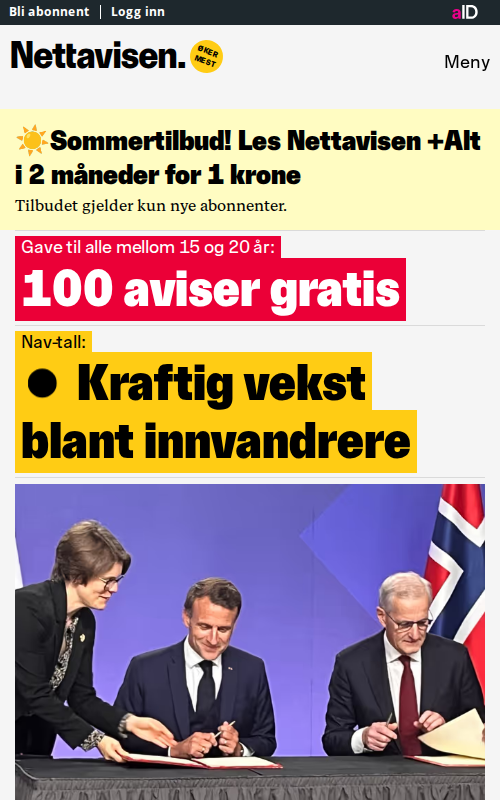 Bli abonnent | Logg inn
aID
Nettavisen.
ØKER
MEST
Meny
☀️Sommertilbud! Les Nettavisen +Alt
i 2 måneder for 1 krone
Tilbudet gjelder kun nye abonnenter.
Gave til alle mellom 15 og 20 år:
100 aviser gratis
Nav-tall:
● Kraftig vekst
blant innvandrere